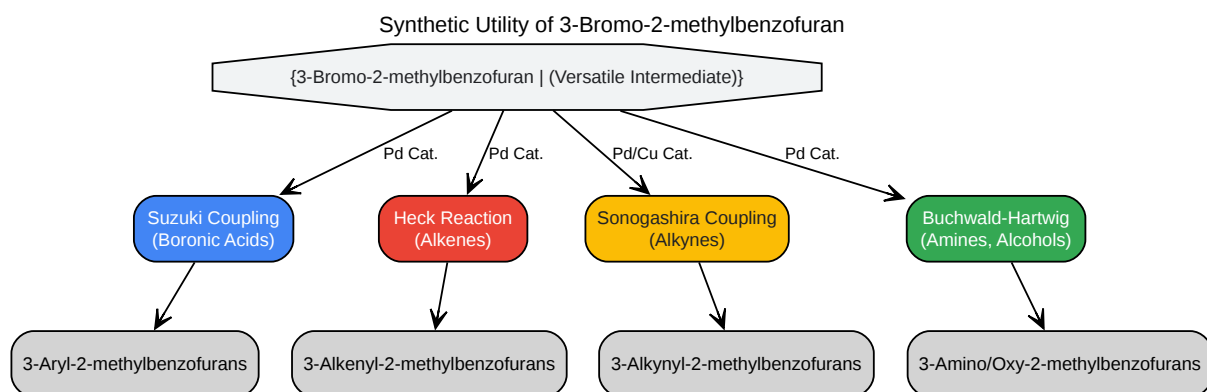 Synthetic Utility of 3-Bromo-2-methylbenzofuran
{3-Bromo-2-methylbenzofuran | (Versatile Intermediate)}
Pd Cat.
Pd Cat.
Pd/Cu Cat.
Pd Cat.
Suzuki Coupling
(Boronic Acids)
Heck Reaction
(Alkenes)
Sonogashira Coupling
(Alkynes)
Buchwald-Hartwig
(Amines, Alcohols)
3-Aryl-2-methylbenzofurans
3-Alkenyl-2-methylbenzofurans
3-Alkynyl-2-methylbenzofurans
3-Amino/Oxy-2-methylbenzofurans